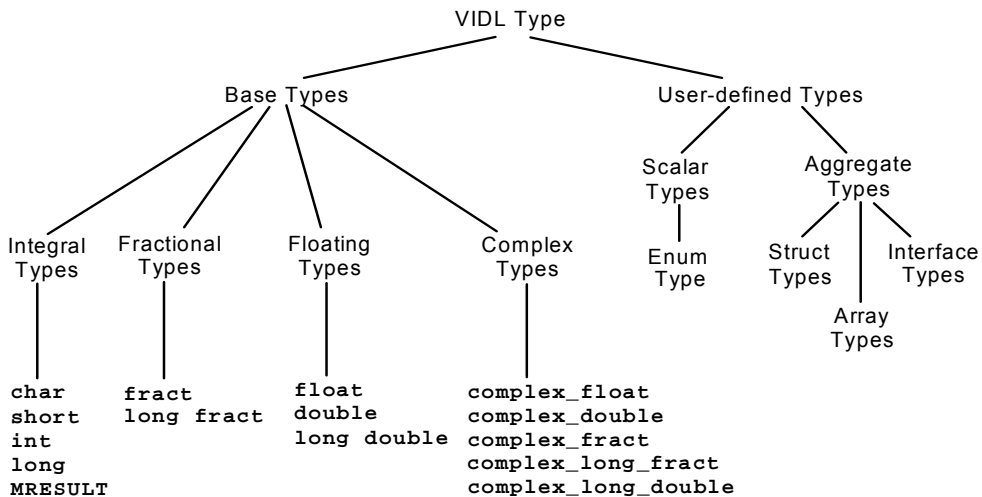 VIDL Type
Base Types
User-defined Types
Scalar
Types
Aggregate
Types
Integral
Types
Fractional
Types
Floating
Types
Complex
Types
Enum
Type
Struct
Types
Interface
Types
Array
Types
char
short
int
long
MRESULT
fract
long fract
float
double
long double
complex_float
complex_double
complex_fract
complex_long_fract
complex_long_double